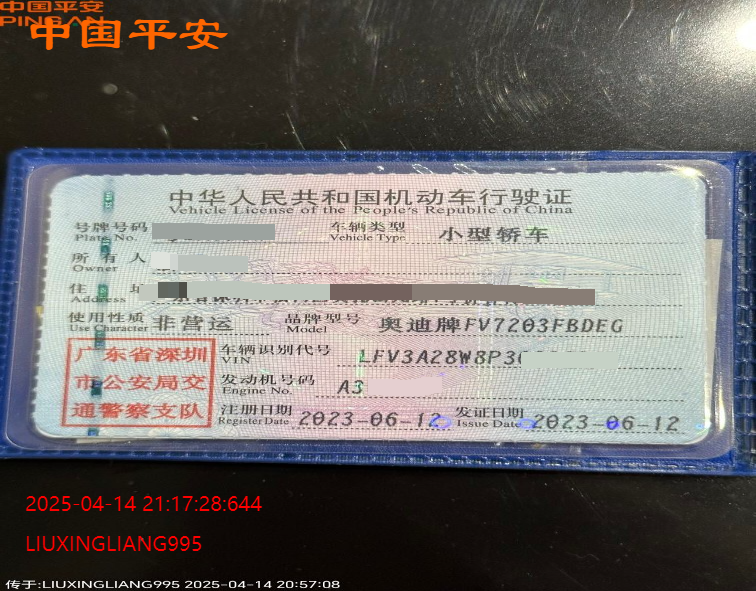 中国平安
PING AN
中国平安
中华人民共和国机动车行驶证
Vehicle License of the People's Republic of China
号牌号码 车辆类型 小型轿车
Plate No. Vehicle Type
所有人
Owner
住 址
Address
使用性质 非营运 品牌型号 奥迪牌FV7203FBDEG
Use Character Model
广东省深圳
市公安局交
通警察支队
车辆识别代号 LFV3A28W8P3
VIN
发动机号码 A3
Engine No.
注册日期 2023-06-12 发证日期 2023-06-12
Register Date Issue Date
2025-04-14 21:17:28:644
LIUXINGLIANG995
传于:LIUXINGLIANG995 2025-04-14 20:57:08